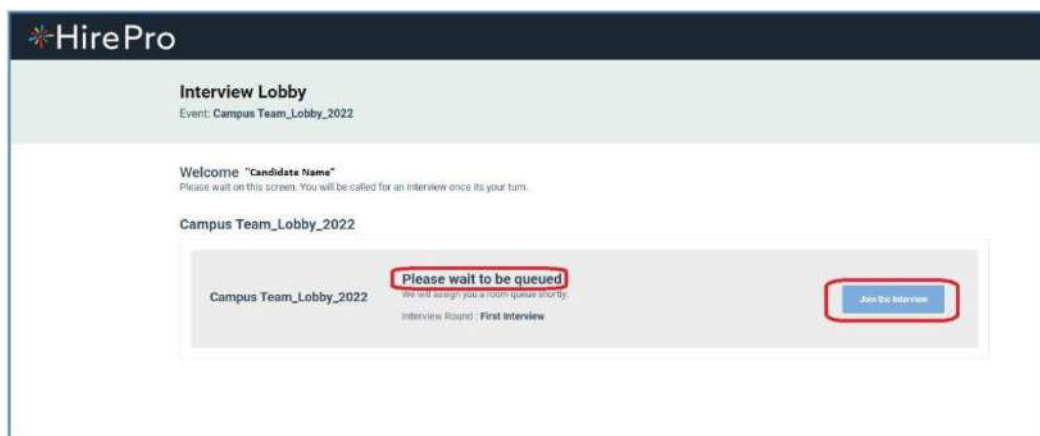 HirePro
Interview Lobby
Event: Campus Team_Lobby_2022
Welcome "Candidate Name"
Please wait on this screen. You will be called for an interview once its your turn.
Campus Team_Lobby_2022
Please wait to be queued
Campus Team_Lobby_2022
We will assign you a room queue shortly.
Join the Interview
Interview Round : First Interview